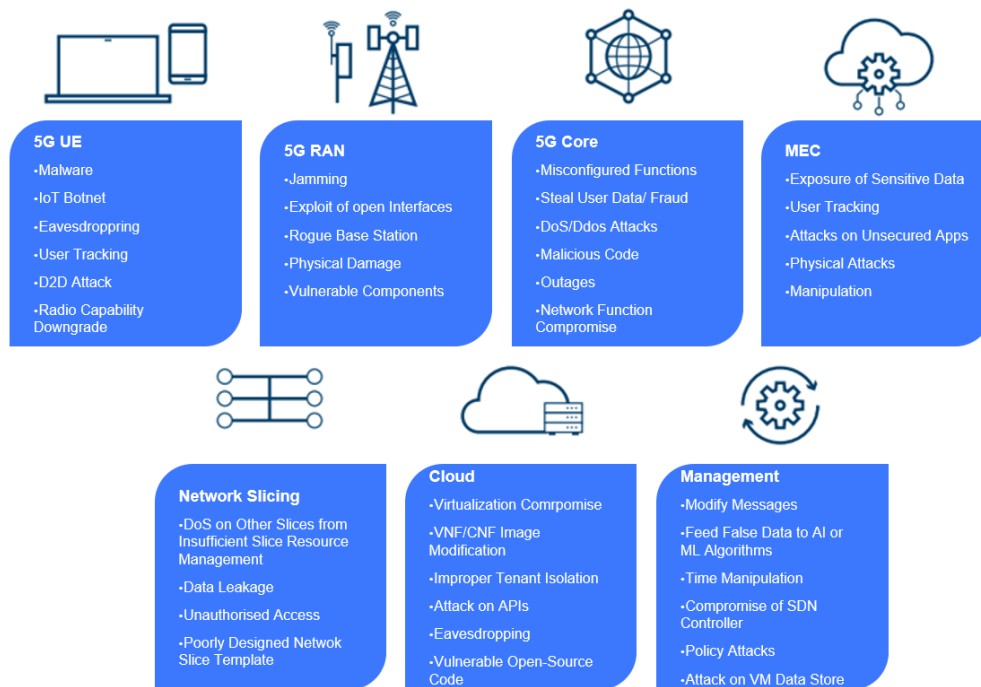 5G UE
•Malware
•IoT Botnet
•Eavesdroppring
•User Tracking
•D2D Attack
•Radio Capability
Downgrade
5G RAN
•Jamming
•Exploit of open Interfaces
•Rogue Base Station
•Physical Damage
•Vulnerable Components
5G Core
•Misconfigured Functions
•Steal User Data/ Fraud
•DoS/Ddos Attacks
•Malicious Code
•Outages
•Network Function
Compromise
MEC
•Exposure of Sensitive Data
•User Tracking
•Attacks on Unsecured Apps
•Physical Attacks
•Manipulation
Network Slicing
•DoS on Other Slices from
Insufficient Slice Resource
Management
•Data Leakage
•Unauthorised Access
•Poorly Designed Netwok
Slice Template
Cloud
•Virtualization Comrpomise
•VNF/CNF Image
Modification
•Improper Tenant Isolation
•Attack on APIs
•Eavesdropping
•Vulnerable Open-Source
Code
Management
•Modify Messages
•Feed False Data to AI or
ML Algorithms
•Time Manipulation
•Compromise of SDN
Controller
•Policy Attacks
•Attack on VM Data Store